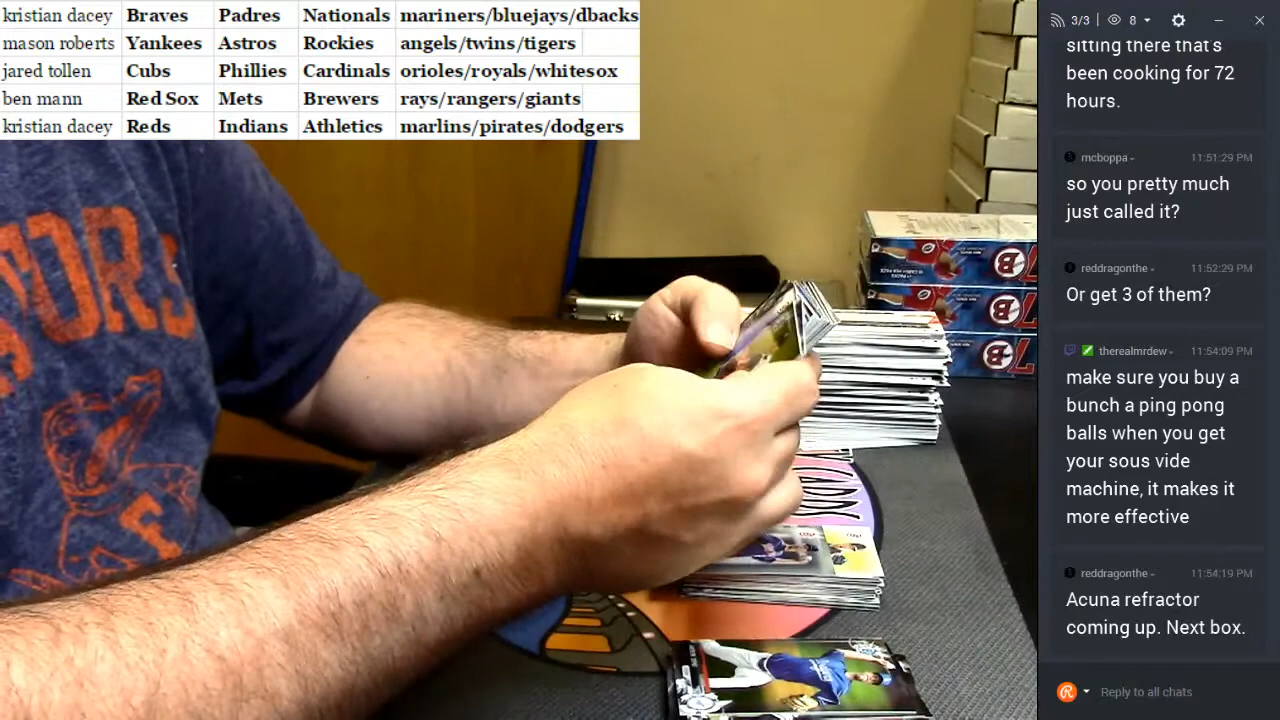 kristian dacey Braves Padres Nationals mariners/bluejays/dbacks
mason roberts Yankees Astros Rockies angels/twins/tigers
jared tollen Cubs Phillies Cardinals orioles/royals/whitesox
ben mann Red Sox Mets Brewers rays/rangers/giants
kristian dacey Reds Indians Athletics marlins/pirates/dodgers
3/3 8
sitting there that's
been cooking for 72
hours.
mcboppa 11:51:29 PM
so you pretty much
just called it?
reddragonthe 11:52:29 PM
Or get 3 of them?
therealmrdew 11:54:09 PM
make sure you buy a
bunch a ping pong
balls when you get
your sous vide
machine, it makes it
more effective
reddragonthe 11:54:19 PM
Acuna refractor
coming up. Next box.
Reply to all chats